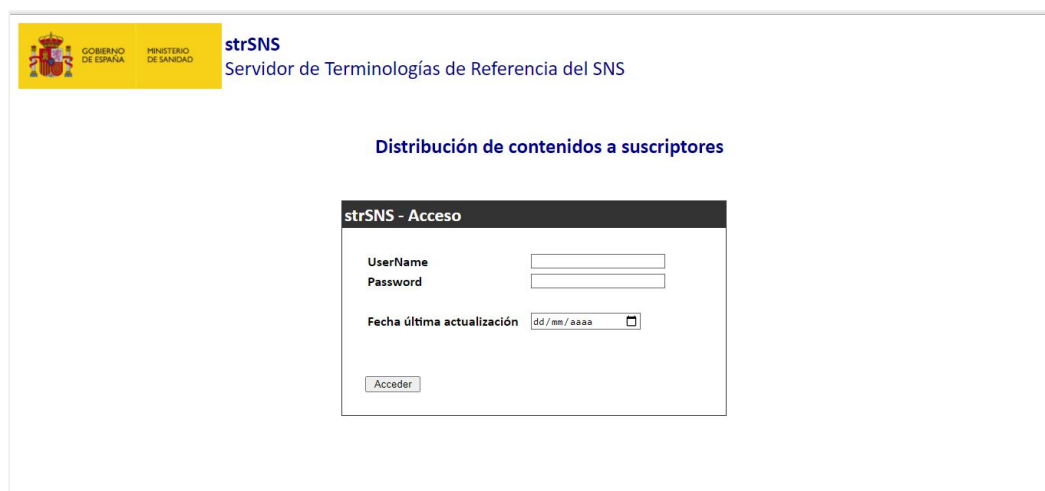 GOBIERNO
DE ESPAÑA
MINISTERIO
DE SANIDAD
strSNS
Servidor de Terminologías de Referencia del SNS
Distribución de contenidos a suscriptores
strSNS - Acceso
UserName
Password
Fecha última actualización dd/mm/aaaa
Acceder